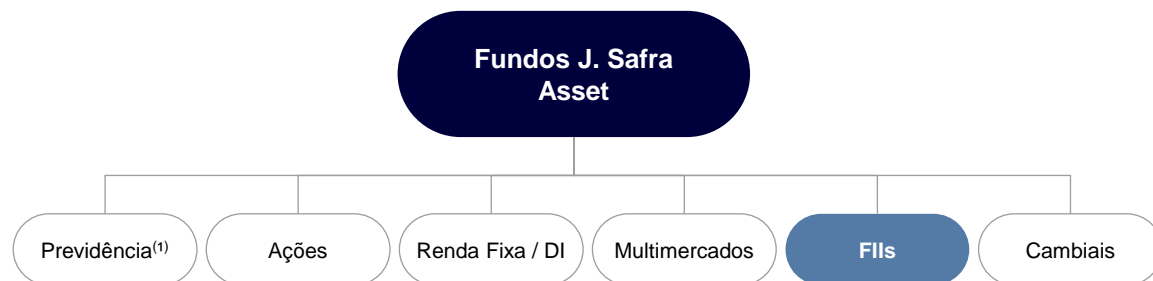 Fundos J. Safra
Asset
Previdência⁽¹⁾
Ações
Renda Fixa / DI
Multimercados
FIIs
Cambiais